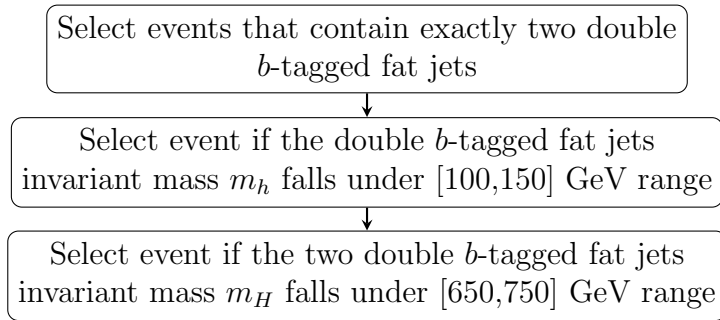 Select events that contain exactly two double
b-tagged fat jets
Select event if the double b-tagged fat jets
invariant mass m_h falls under [100,150] GeV range
Select event if the two double b-tagged fat jets
invariant mass m_H falls under [650,750] GeV range